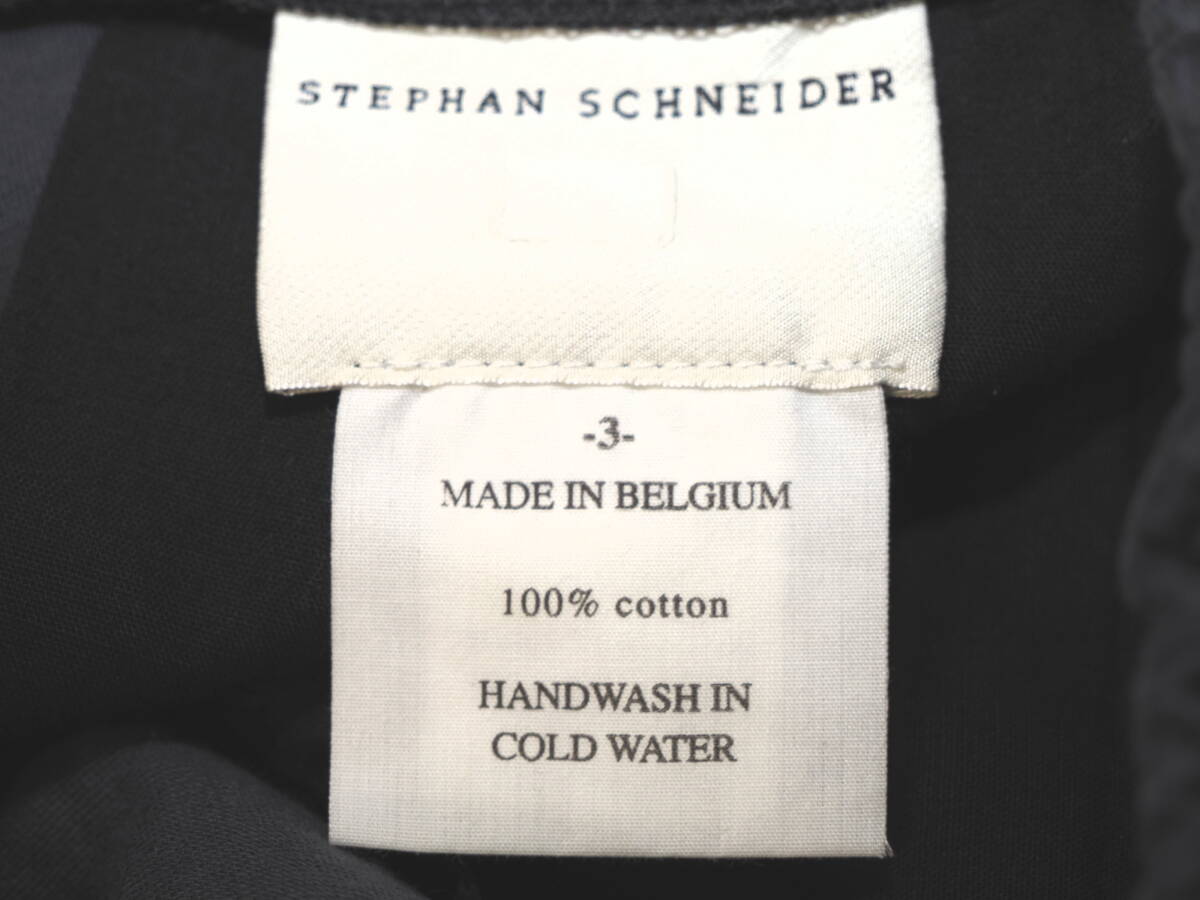 STEPHAN SCHNEIDER
-3-
MADE IN BELGIUM
100% cotton
HANDWASH IN
COLD WATER